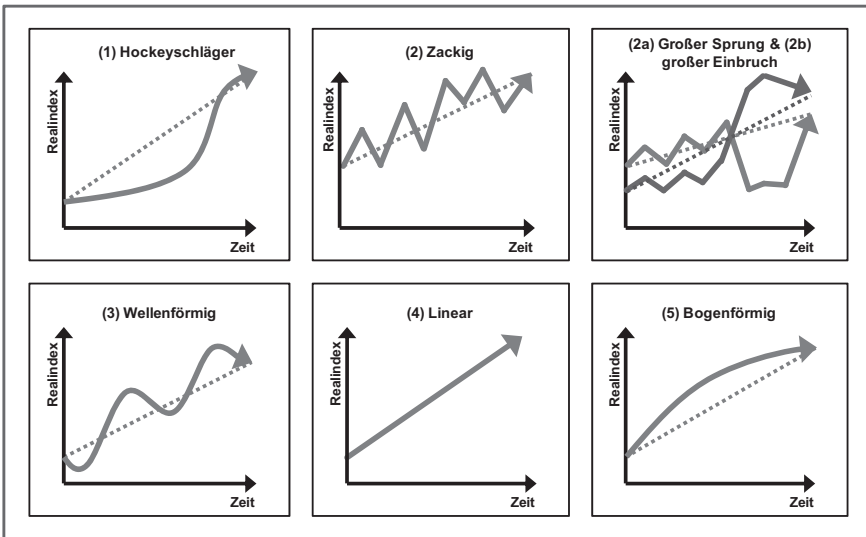 (1) Hockeyschläger
Realindex
Zeit
(2) Zackig
Realindex
Zeit
(2a) Großer Sprung & (2b)
großer Einbruch
Realindex
Zeit
(3) Wellenförmig
Realindex
Zeit
(4) Linear
Realindex
Zeit
(5) Bogenförmig
Realindex
Zeit